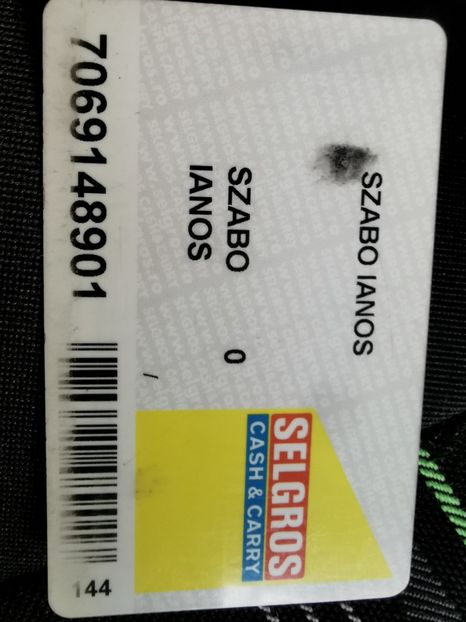 SZABO IANOS
SZABO 0
IANOS
/
7069148901
144
SELGROS
CASH & CARRY